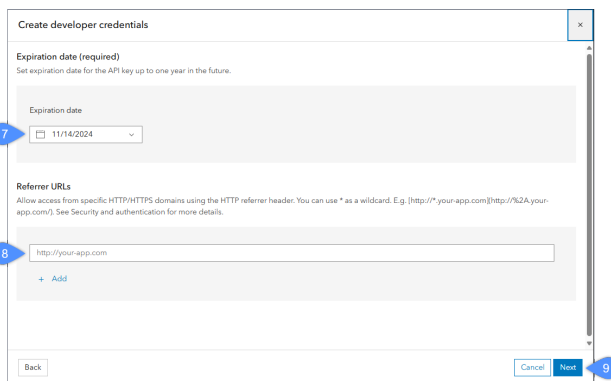 Create developer credentials
×
Expiration date (required)
Set expiration date for the API key up to one year in the future.
Expiration date
7
11/14/2024
Referrer URLs
Allow access from specific HTTP/HTTPS domains using the HTTP referrer header. You can use * as a wildcard. E.g. [http://*.your-app.com](http://%2A.your-
app.com/). See Security and authentication for more details.
8
http://your-app.com
+ Add
Back
Cancel
Next
9